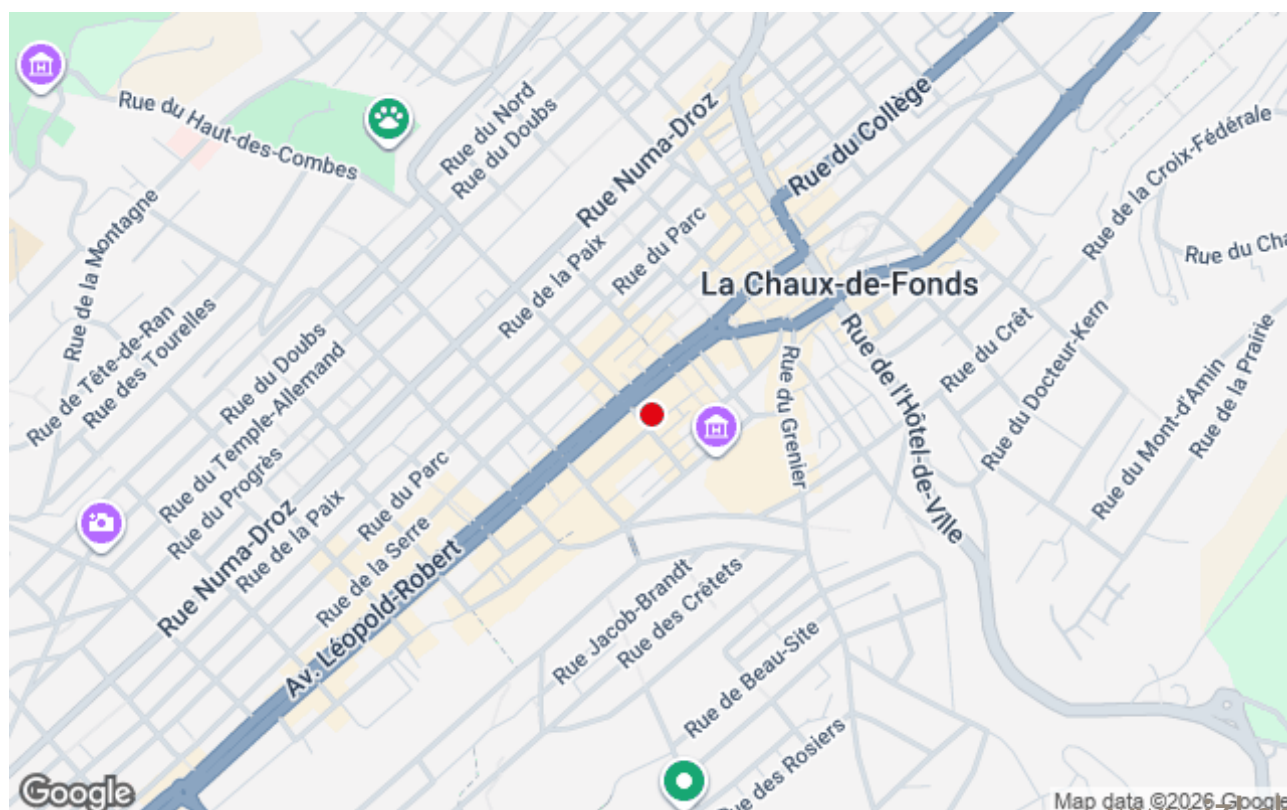 Rue du Haut-des-Combes
Rue du Nord
Rue du Doubs
Rue Numa-Droz
Rue du Collège
Rue de la Croix-Fédérale
Rue du Cha
Rue de la Montagne
Rue de la Paix
Rue du Parc
La Chaux-de-Fonds
Rue de Tête-de-Ran
Rue des Tourelles
Rue du Doubs
Rue du Temple-Allemand
Rue du Progrès
Rue Numa-Droz
Rue de la Paix
Rue du Parc
Rue de la Serre
Av. Léopold-Robert
Rue du Grenier
Rue de l'Hôtel-de-Ville
Rue du Crêt
Rue du Docteur-Kern
Rue du Mont-d'Amin
Rue de la Prairie
Rue Jacob-Brandt
Rue des Crêtets
Rue de Beau-Site
Rue des Rosiers
Google
Map data ©2026 Google